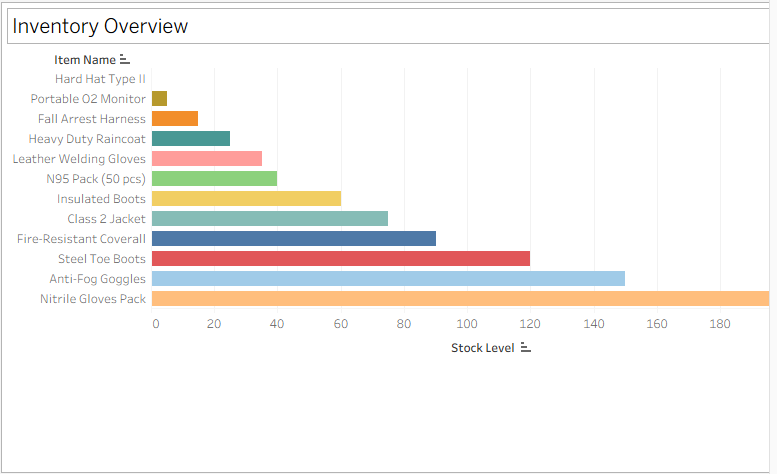 Inventory Overview
Item Name
Hard Hat Type II
Portable O2 Monitor
Fall Arrest Harness
Heavy Duty Raincoat
Leather Welding Gloves
N95 Pack (50 pcs)
Insulated Boots
Class 2 Jacket
Fire-Resistant Coverall
Steel Toe Boots
Anti-Fog Goggles
Nitrile Gloves Pack
0 20 40 60 80 100 120 140 160 180
Stock Level